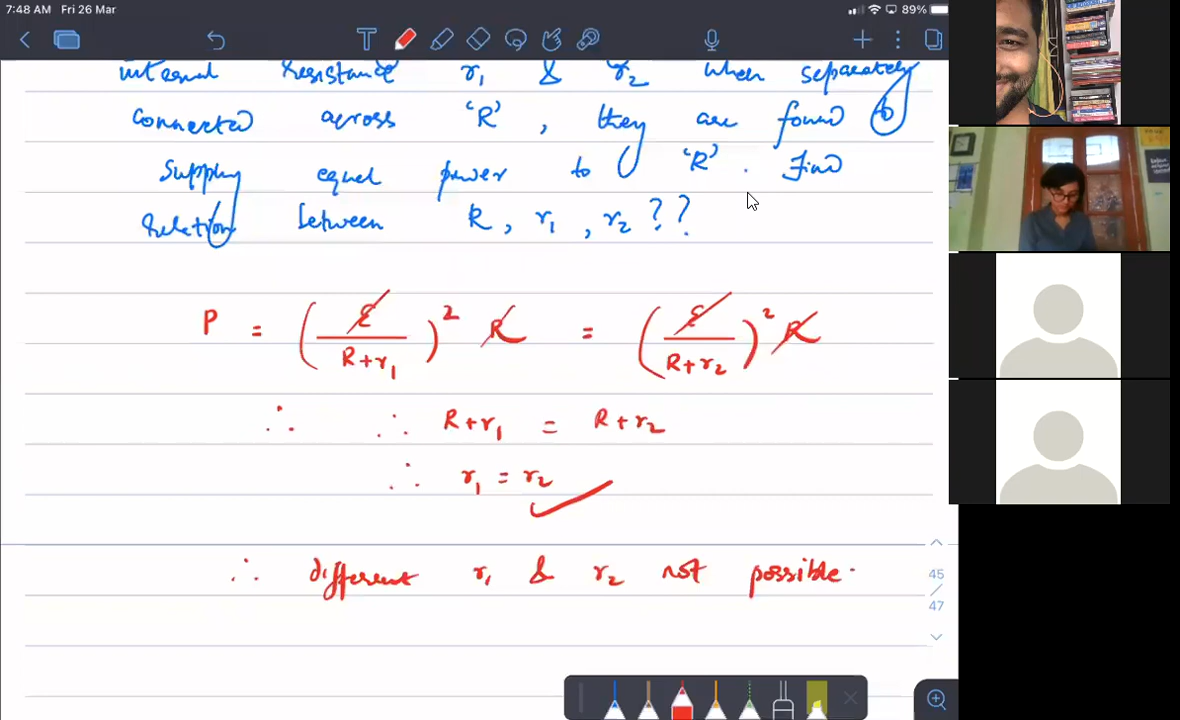 7:48 AM Fri 26 Mar
89%
internal resistance r₁ & r₂ when separately
connected across 'R', they are found to
supply equal power to 'R'. Find
relation between R, r₁, r₂ ??
P = (ε / R+r₁)² R = (ε / R+r₂)² R
∴ ∴ R+r₁ = R+r₂
∴ r₁ = r₂
∴ different r₁ & r₂ not possible.
45
/
47